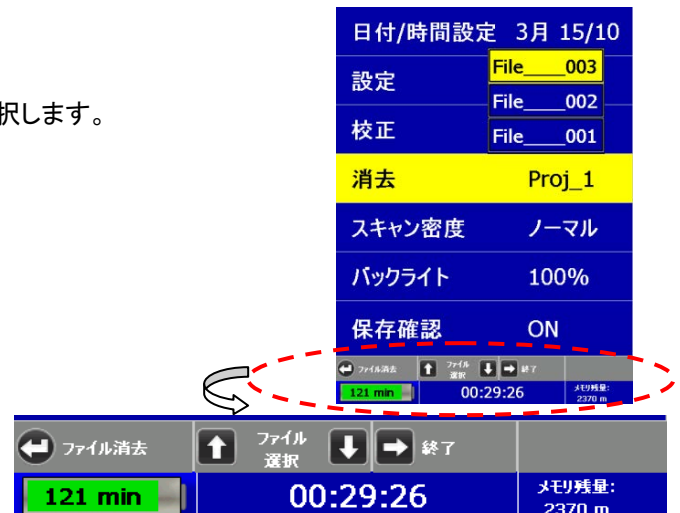 択します。
日付/時間設定 3月 15/10
設定
File____003
File____002
校正
File____001
消去 Proj_1
スキャン密度 ノーマル
バックライト 100%
保存確認 ON
ファイル消去 ファイル 選択 終了
121 min 00:29:26 メモリ残量: 2370 m
ファイル消去 ファイル 選択 終了
121 min 00:29:26 メモリ残量:
2370 m